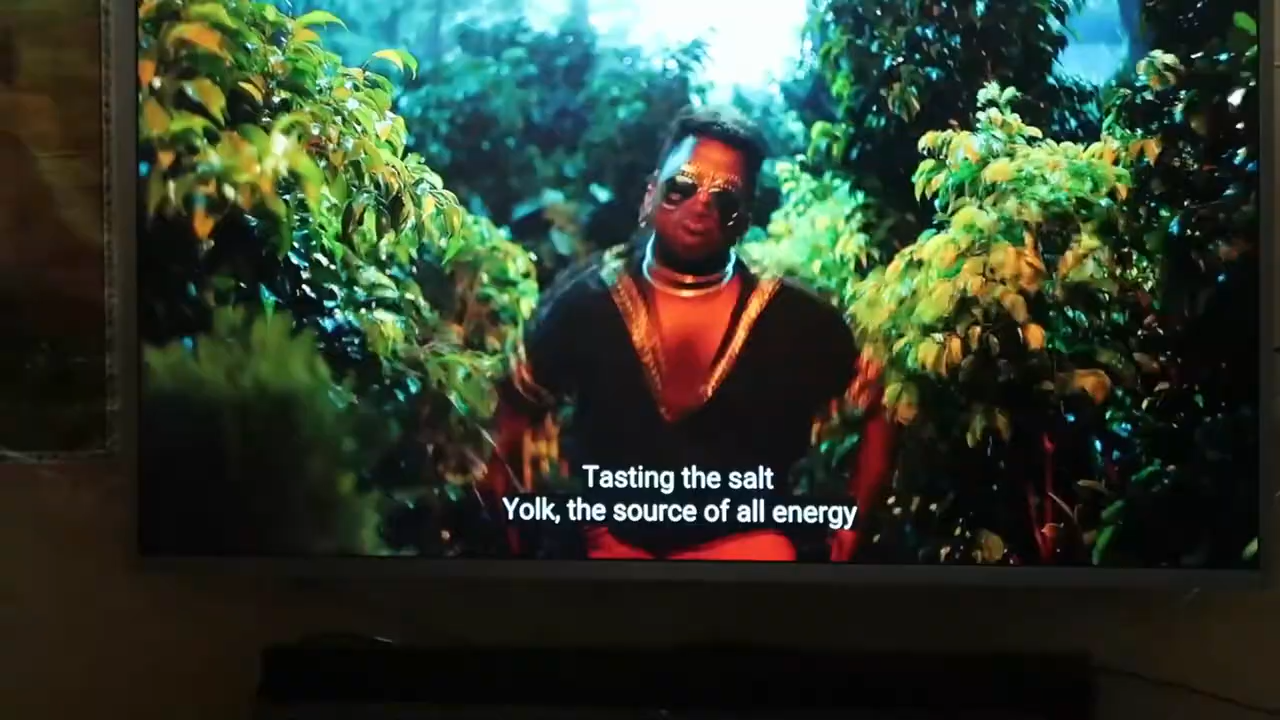 Tasting the salt
Yolk, the source of all energy